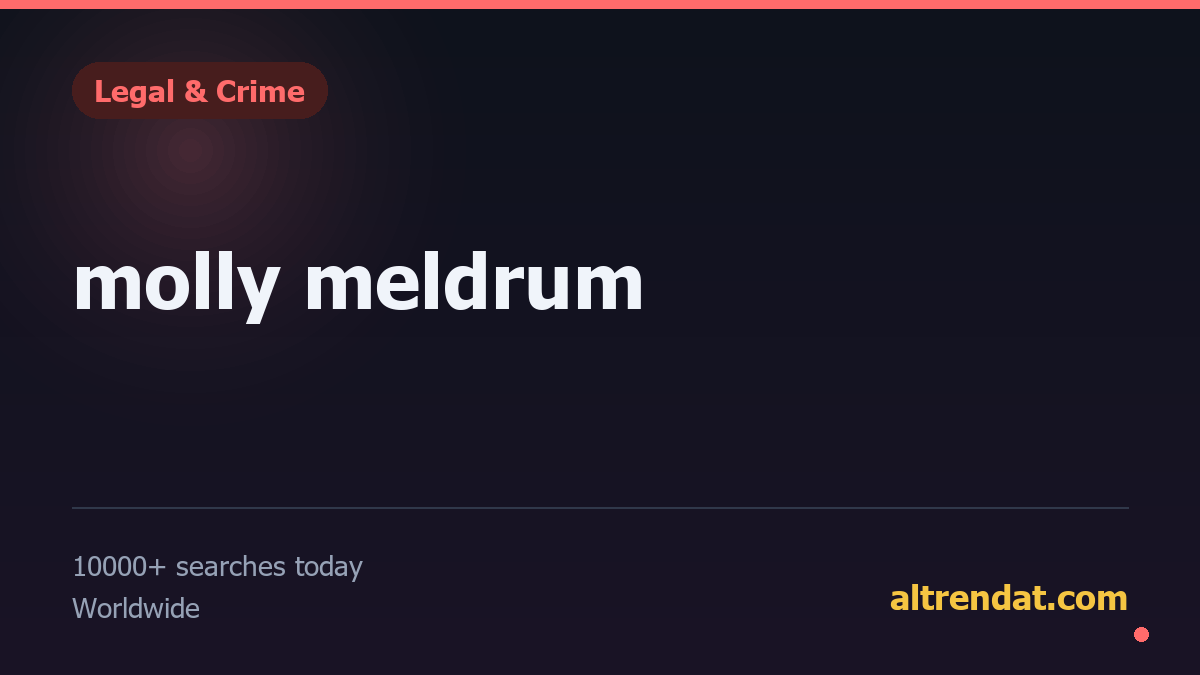 Legal & Crime
molly meldrum
10000+ searches today
Worldwide
altrendat.com